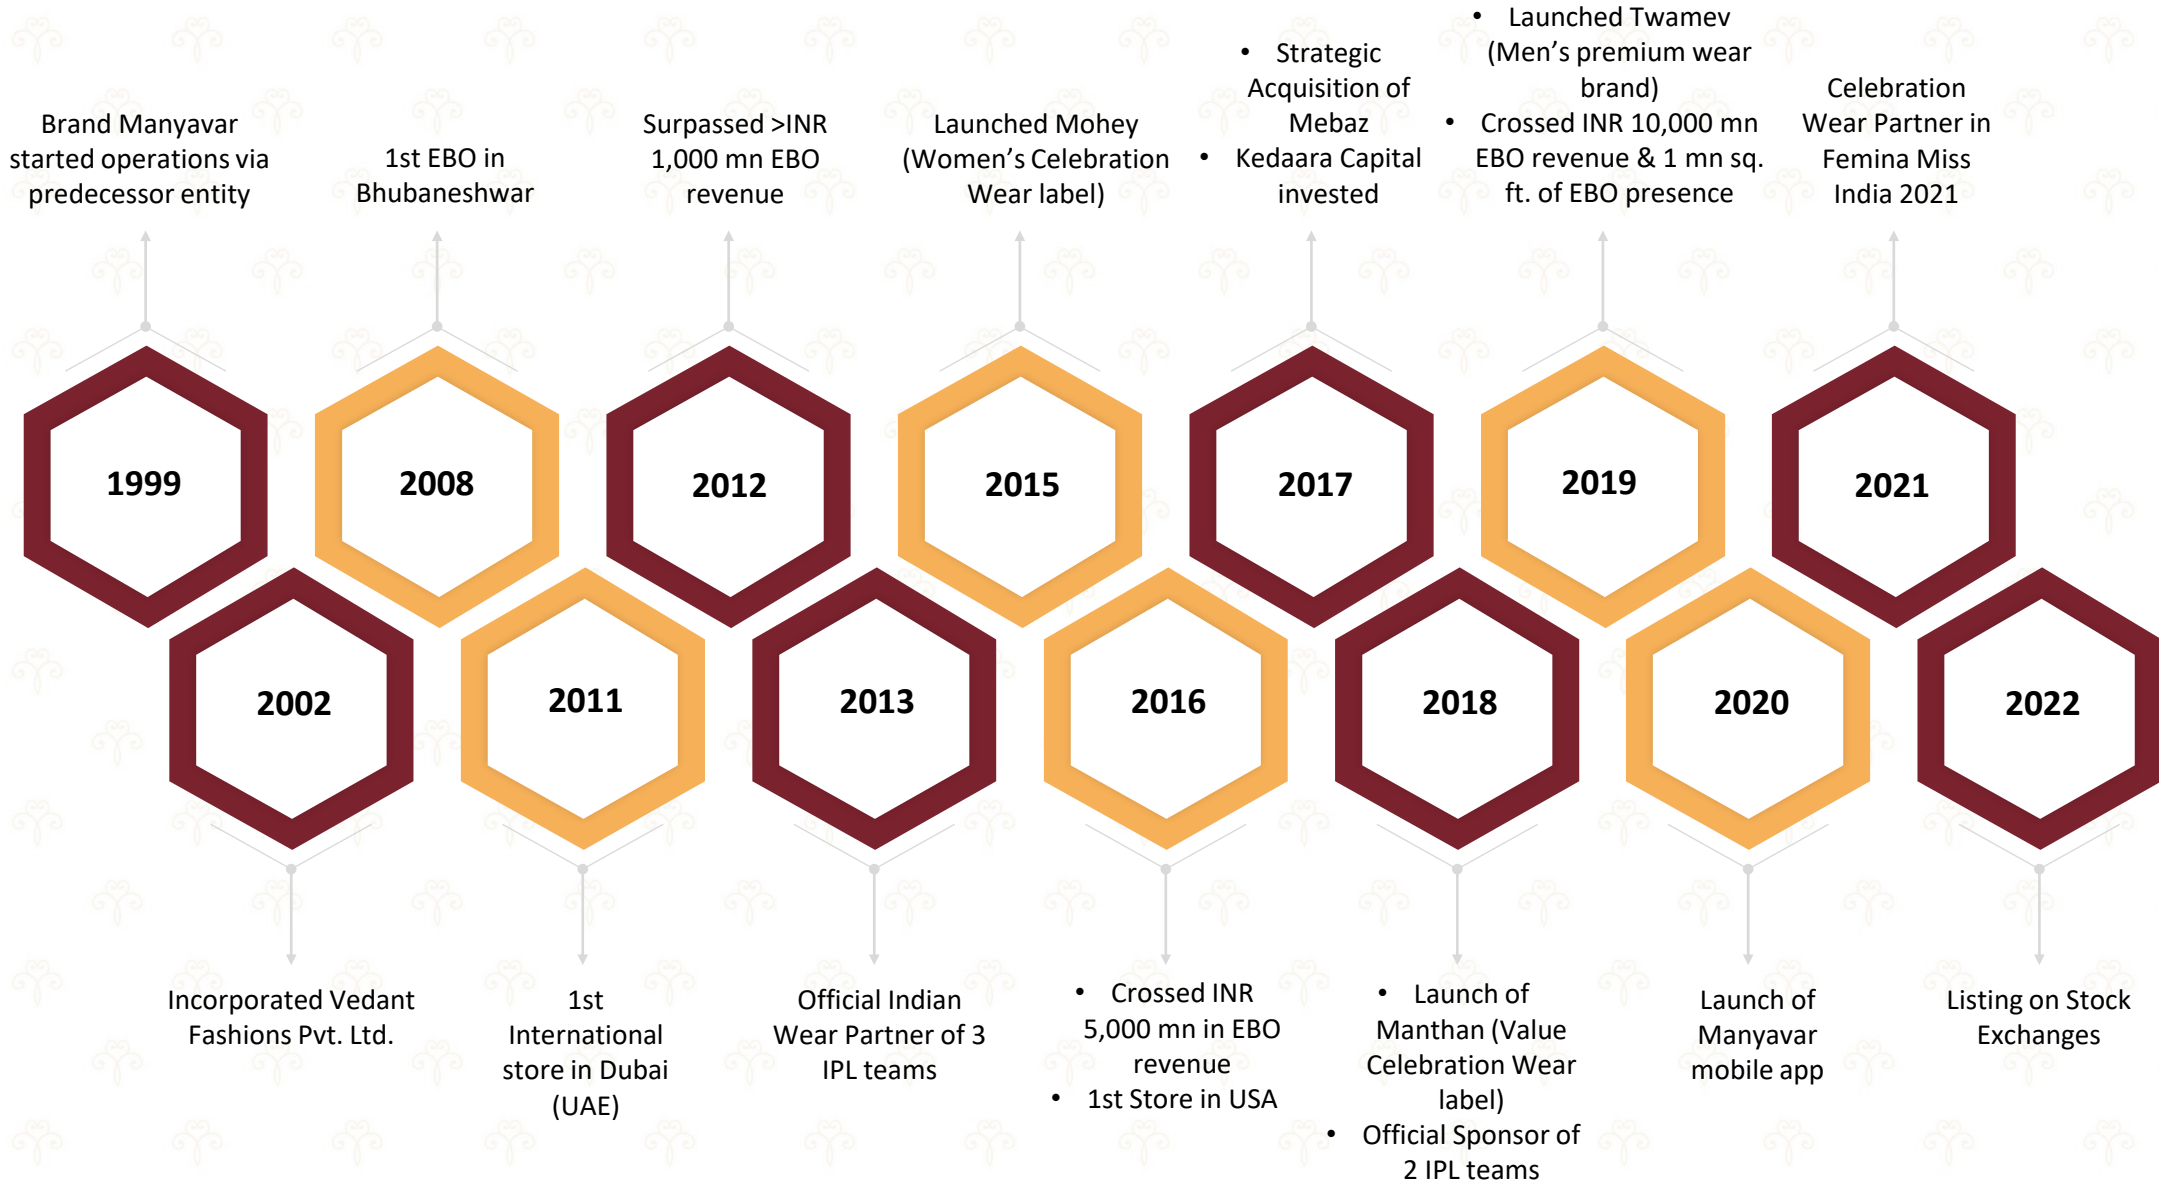 Brand Manyavar
started operations via
predecessor entity
1st EBO in
Bhubaneshwar
Surpassed >INR
1,000 mn EBO
revenue
Launched Mohey
(Women’s Celebration
Wear label)
• Strategic
Acquisition of
Mebaz
• Kedaara Capital
invested
• Launched Twamev
(Men’s premium wear
brand)
• Crossed INR 10,000 mn
EBO revenue & 1 mn sq.
ft. of EBO presence
Celebration
Wear Partner in
Femina Miss
India 2021
1999
2008
2012
2015
2017
2019
2021
2002
2011
2013
2016
2018
2020
2022
Incorporated Vedant
Fashions Pvt. Ltd.
1st
International
store in Dubai
(UAE)
Official Indian
Wear Partner of 3
IPL teams
• Crossed INR
5,000 mn in EBO
revenue
• 1st Store in USA
• Launch of
Manthan (Value
Celebration Wear
label)
• Official Sponsor of
2 IPL teams
Launch of
Manyavar
mobile app
Listing on Stock
Exchanges